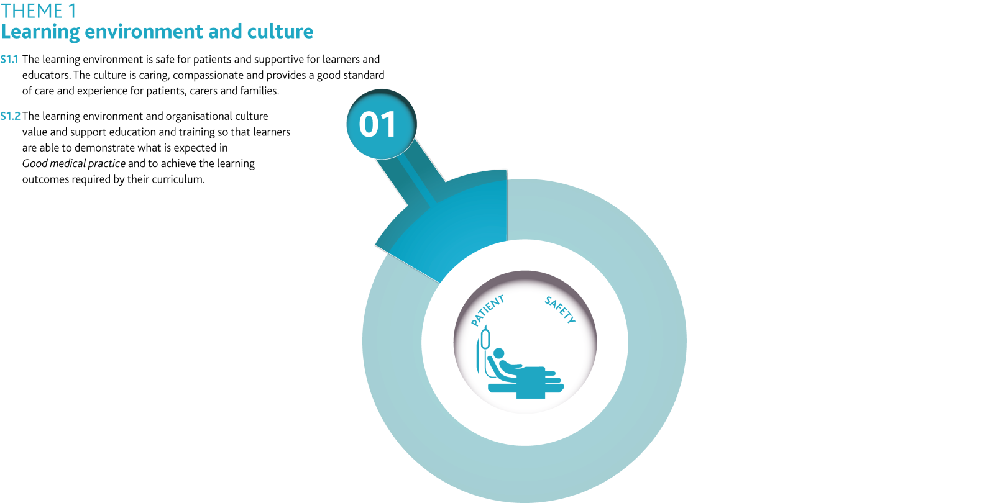 THEME 1
Learning environment and culture
S1.1 The learning environment is safe for patients and supportive for learners and
educators. The culture is caring, compassionate and provides a good standard
of care and experience for patients, carers and families.
S1.2 The learning environment and organisational culture
value and support education and training so that learners
are able to demonstrate what is expected in
Good medical practice and to achieve the learning
outcomes required by their curriculum.
01
PATIENT SAFETY